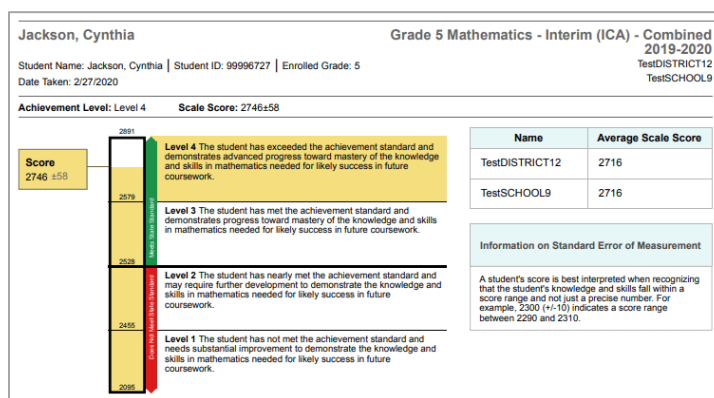 Jackson, Cynthia
Grade 5 Mathematics - Interim (ICA) - Combined
2019-2020
Student Name: Jackson, Cynthia | Student ID: 99996727 | Enrolled Grade: 5
TestDISTRICT12
Date Taken: 2/27/2020
TestSCHOOL9
Achievement Level: Level 4 Scale Score: 2746±58
Score
2746 ±58
2891
2579
2528
2455
2095
Meets State Standard
Does Not Meet State Standard
Level 4 The student has exceeded the achievement standard and
demonstrates advanced progress toward mastery of the knowledge
and skills in mathematics needed for likely success in future
coursework.
Level 3 The student has met the achievement standard and
demonstrates progress toward mastery of the knowledge and skills
in mathematics needed for likely success in future coursework.
Level 2 The student has nearly met the achievement standard and
may require further development to demonstrate the knowledge and
skills in mathematics needed for likely success in future
coursework.
Level 1 The student has not met the achievement standard and
needs substantial improvement to demonstrate the knowledge and
skills in mathematics needed for likely success in future
coursework.
Name Average Scale Score
TestDISTRICT12 2716
TestSCHOOL9 2716
Information on Standard Error of Measurement
A student's score is best interpreted when recognizing
that the student's knowledge and skills fall within a
score range and not just a precise number. For
example, 2300 (+/-10) indicates a score range
between 2290 and 2310.